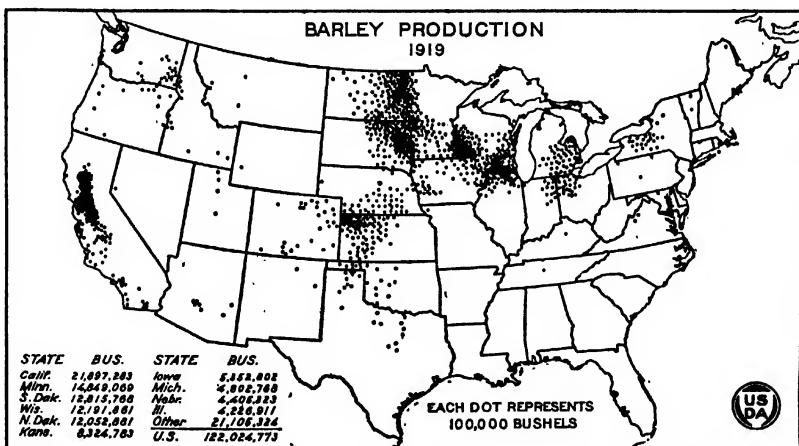 BARLEY PRODUCTION
1919
STATE BUS. STATE BUS.
Calif. 21,897,283 Iowa 5,352,802
Minn. 14,849,069 Mich. 4,802,768
S. Dak. 12,815,768 Nebr. 4,405,323
Wis. 12,191,861 Ill. 4,226,911
N. Dak. 12,052,861 Other 21,105,324
Kans. 8,324,763 U.S. 122,024,773
EACH DOT REPRESENTS
100,000 BUSHELS
US
DA